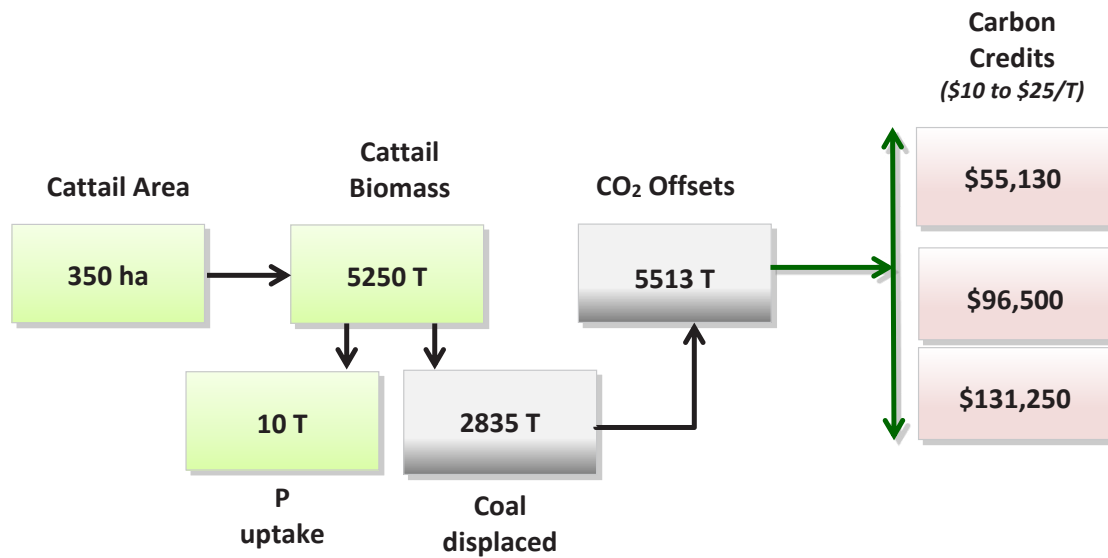 Carbon
Credits
($10 to $25/T)
Cattail
Biomass
Cattail Area
CO₂ Offsets
$55,130
350 ha
5250 T
5513 T
$96,500
$131,250
10 T
2835 T
P
uptake
Coal
displaced